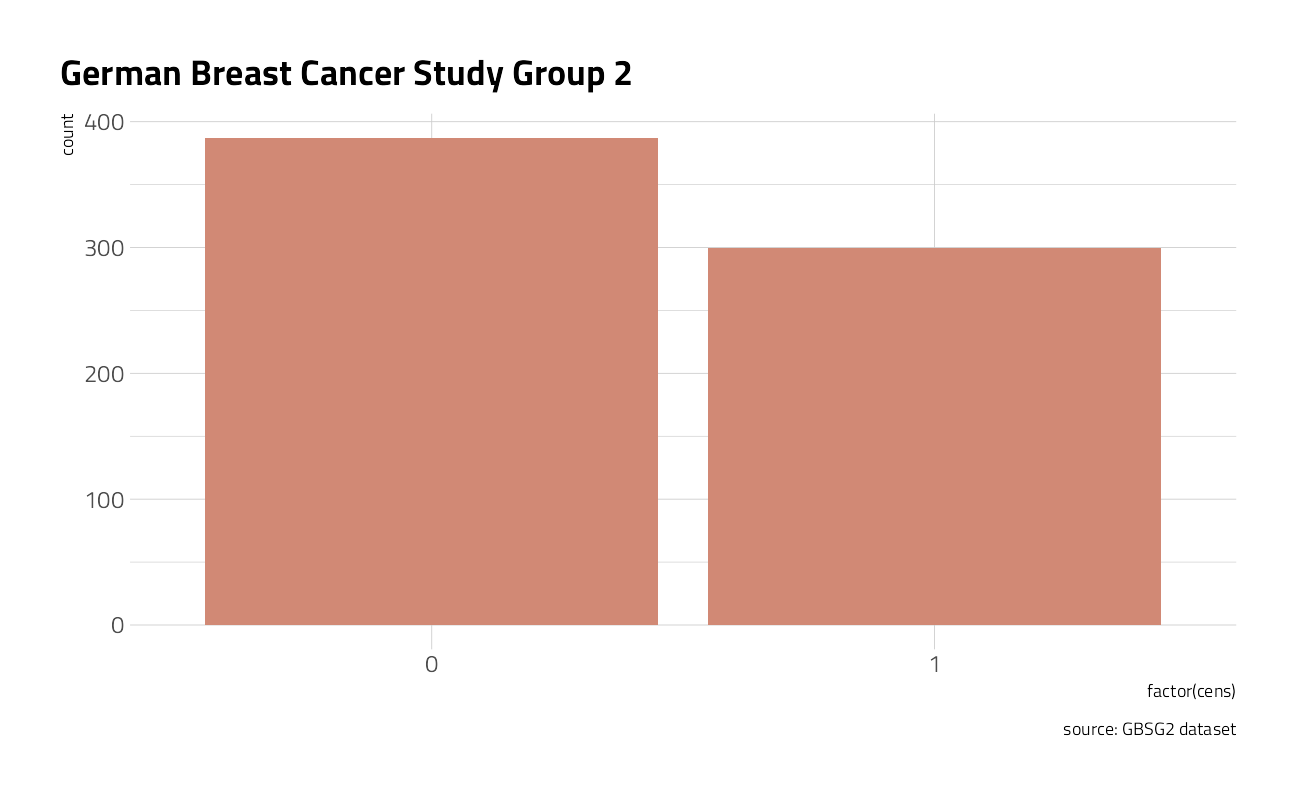 German Breast Cancer Study Group 2
count
400
300
200
100
0
0 1
factor(cens)
source: GBSG2 dataset